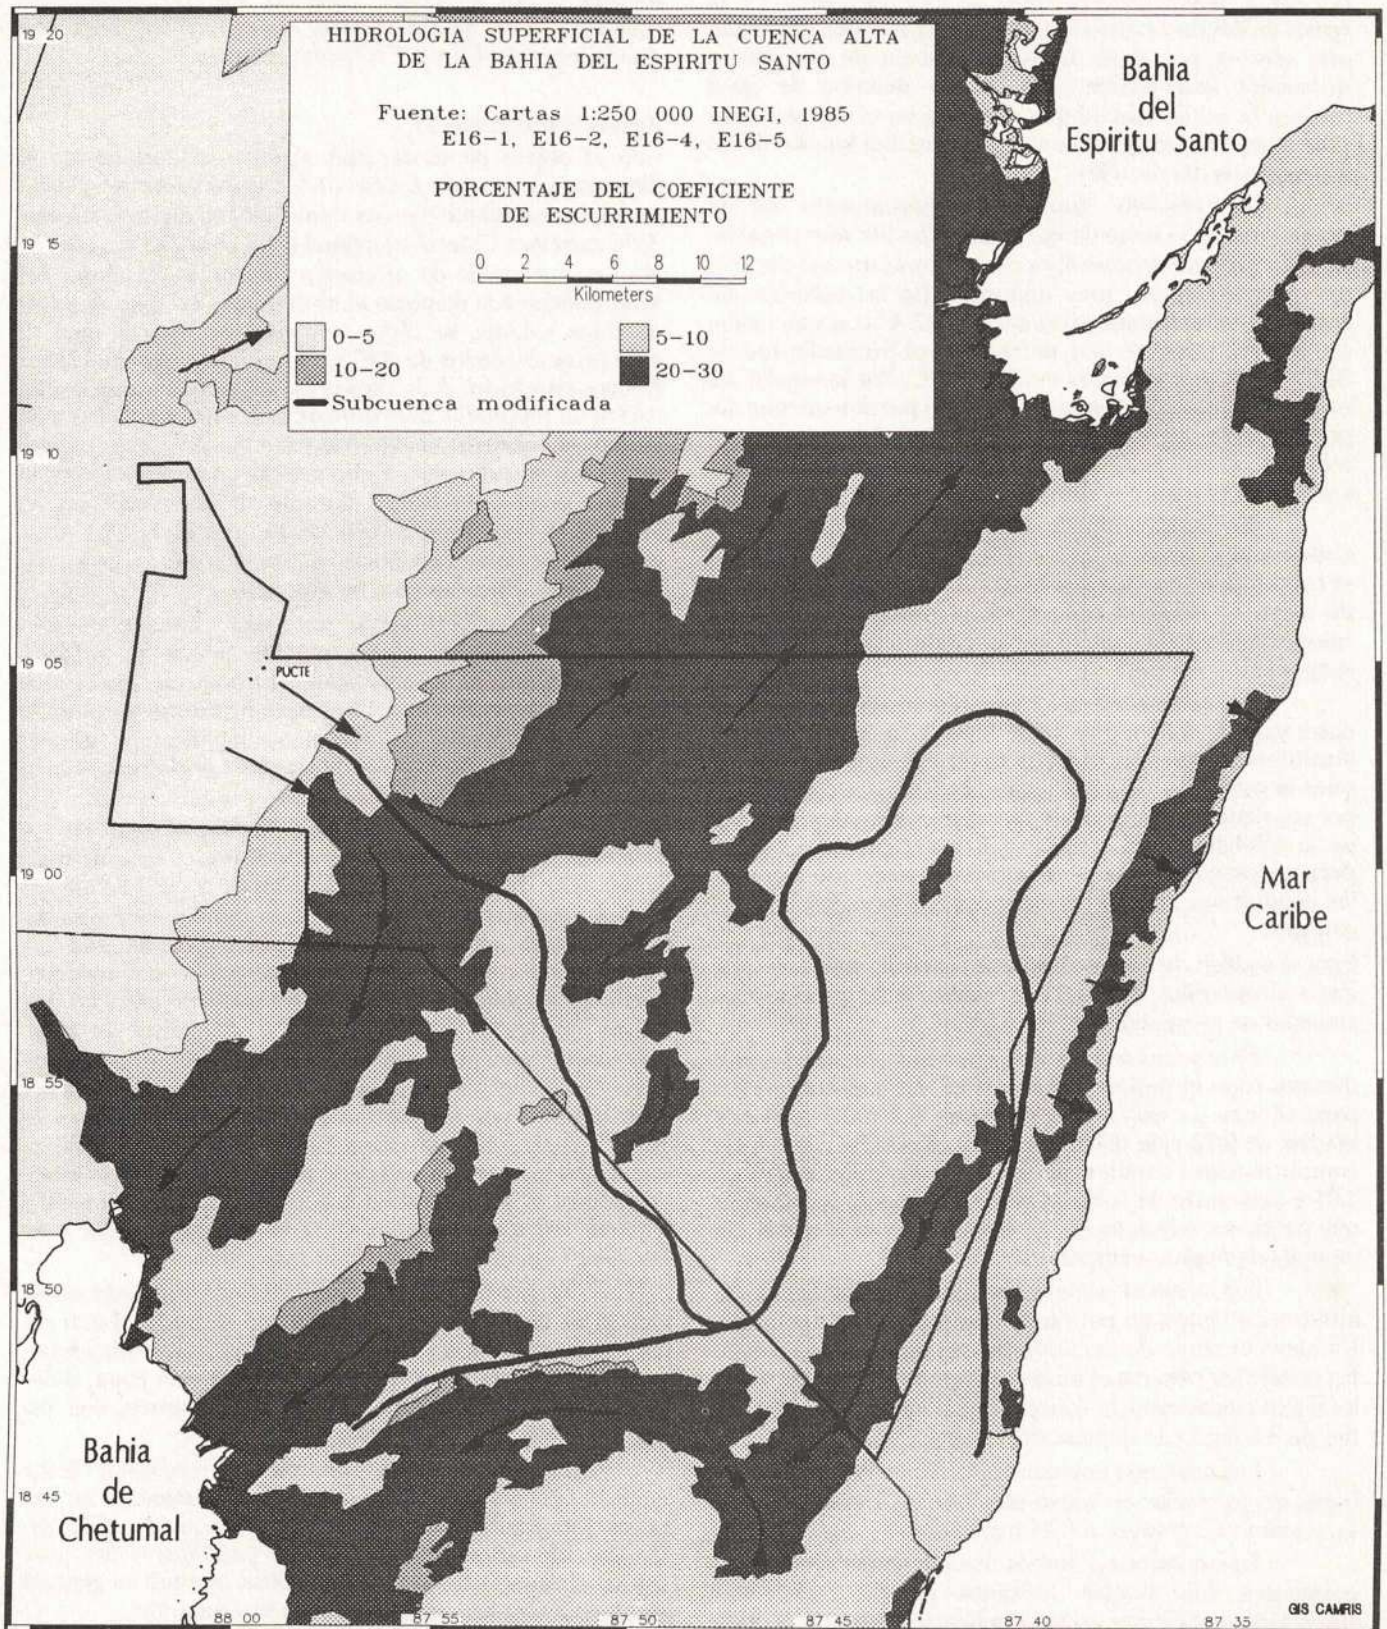 HIDROLOGIA SUPERFICIAL DE LA CUENCA ALTA
DE LA BAHIA DEL ESPIRITU SANTO
Fuente: Cartas 1:250 000 INEGI, 1985
E16-1, E16-2, E16-4, E16-5
PORCENTAJE DEL COEFICIENTE
DE ESCURRIMIENTO
0 2 4 6 8 10 12
Kilometers
0-5
5-10
10-20
20-30
Subcuenca modificada
Bahia
del
Espiritu Santo
19 20
19 15
19 10
19 05
PUCTE
19 00
Mar
Caribe
18 55
18 50
Bahia
de
Chetumal
18 45
88 00
87 55
87 50
87 45
87 40
87 35
GIS CAMRIS